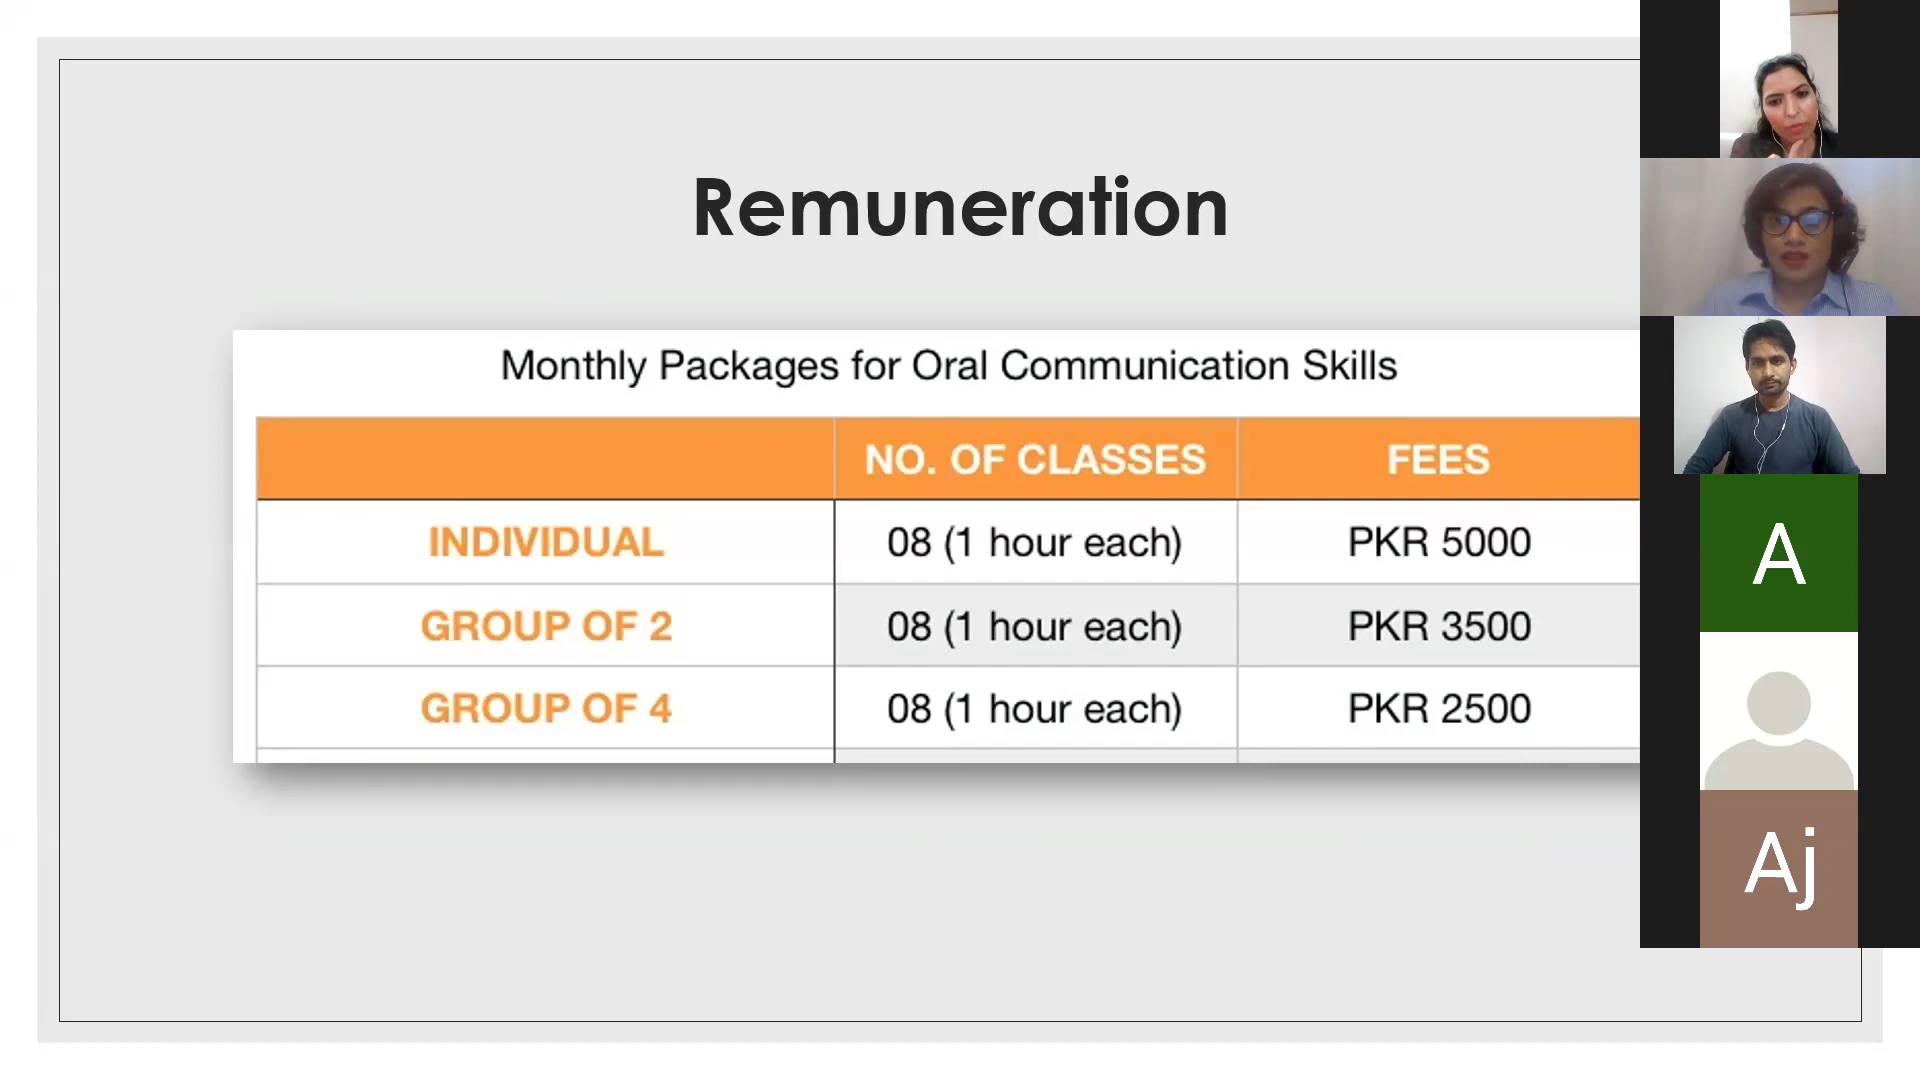 Remuneration
Monthly Packages for Oral Communication Skills
NO. OF CLASSES FEES
INDIVIDUAL 08 (1 hour each) PKR 5000
GROUP OF 2 08 (1 hour each) PKR 3500
GROUP OF 4 08 (1 hour each) PKR 2500
A
Aj